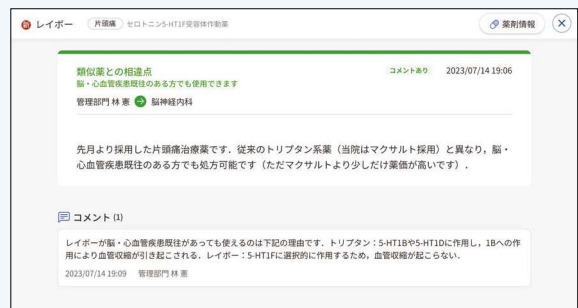 レイボー 片頭痛 セロトニン5-HT1F受容体作動薬 薬剤情報
類似薬との相違点 コメントあり 2023/07/14 19:06
脳・心血管疾患既往のある方でも使用できます
管理部門 林 憲 脳神経内科
先月より採用した片頭痛治療薬です．従来のトリプタン系薬（当院はマクサルト採用）と異なり，脳・
心血管疾患既往のある方でも処方可能です（ただマクサルトより少しだけ薬価が高いです）．
コメント (1)
レイボーが脳・心血管疾患既往があっても使えるのは下記の理由です．トリプタン：5-HT1Bや5-HT1Dに作用し，1Bへの作
用により血管収縮が引き起こされる．レイボー：5-HT1Fに選択的に作用するため，血管収縮が起こらない．
2023/07/14 19:09 管理部門 林 憲